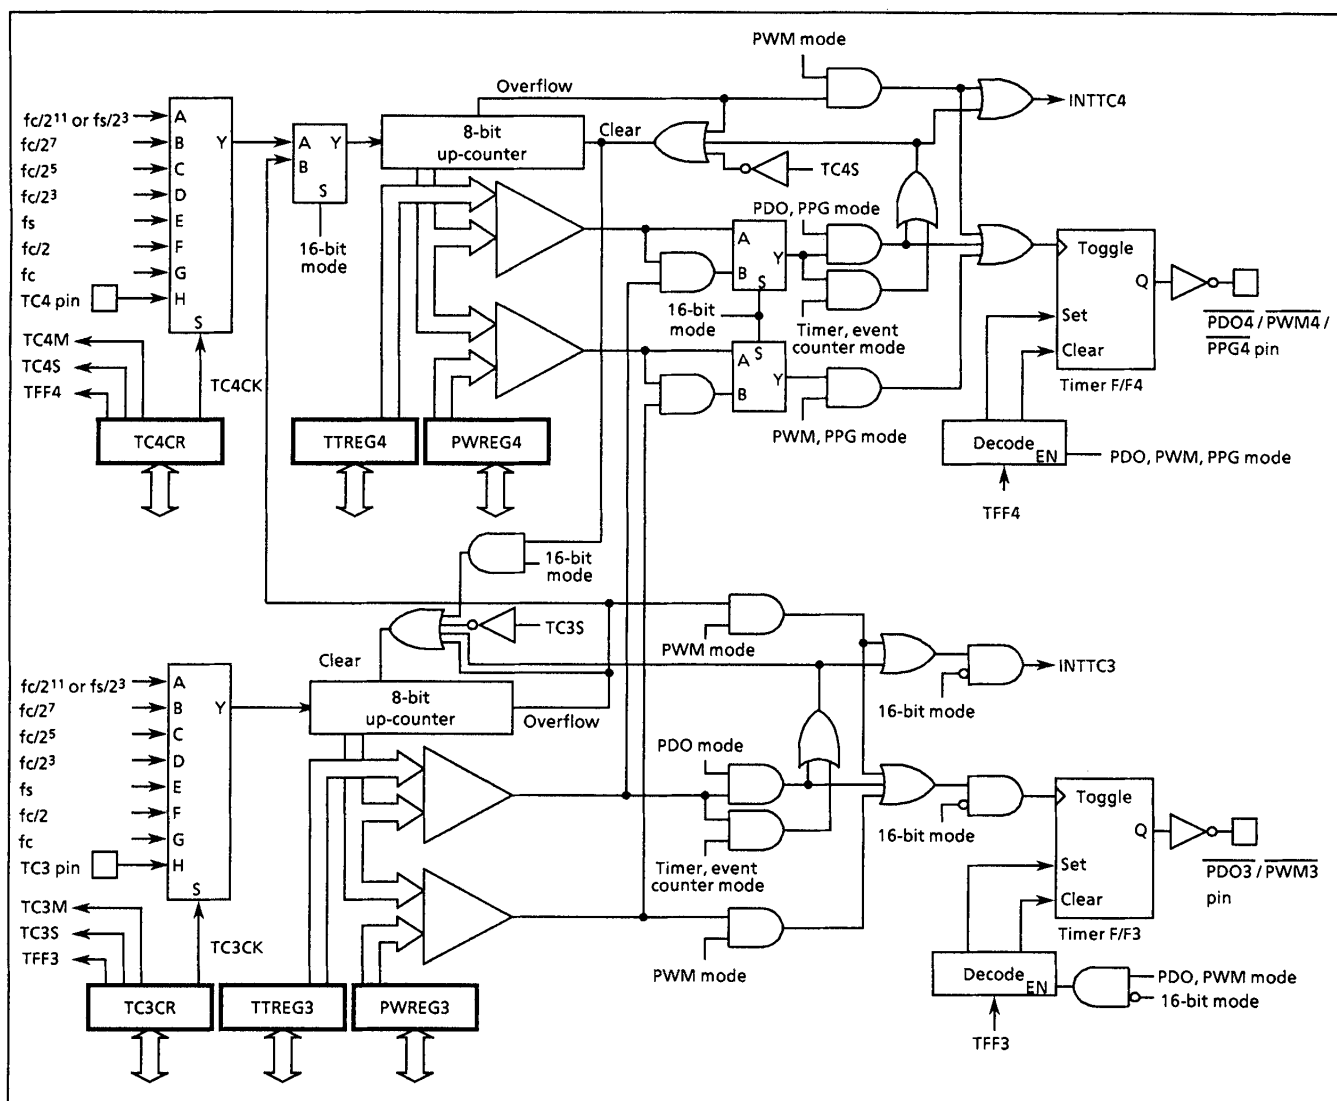 PWM mode
Overflow
INTTC4
fc/2¹¹ or fs/2³
fc/2⁷
fc/2⁵
fc/2³
fs
fc/2
fc
TC4 pin
A
B
C
D
E
F
G
H
Y
S
A
B
Y
S
16-bit
mode
8-bit
up-counter
Clear
TC4S
PDO, PPG mode
A
B
Y
S
16-bit
mode
Timer, event
counter mode
S
A
B
Y
PWM, PPG mode
Toggle
Q
Set
Clear
Timer F/F4
PDO4 / PWM4 /
PPG4 pin
Decode
EN
PDO, PWM, PPG mode
TFF4
TC4M
TC4S
TFF4
TC4CK
TC4CR
TTREG4
PWREG4
16-bit
mode
TC3S
PWM mode
Clear
INTTC3
16-bit mode
fc/2¹¹ or fs/2³
fc/2⁷
fc/2⁵
fc/2³
fs
fc/2
fc
TC3 pin
A
B
C
D
E
F
G
H
Y
S
8-bit
up-counter
Overflow
PDO mode
Timer, event
counter mode
16-bit mode
PWM mode
Toggle
Q
Set
Clear
Timer F/F3
PDO3 / PWM3
pin
Decode
EN
PDO, PWM mode
16-bit mode
TFF3
TC3M
TC3S
TFF3
TC3CK
TC3CR
TTREG3
PWREG3